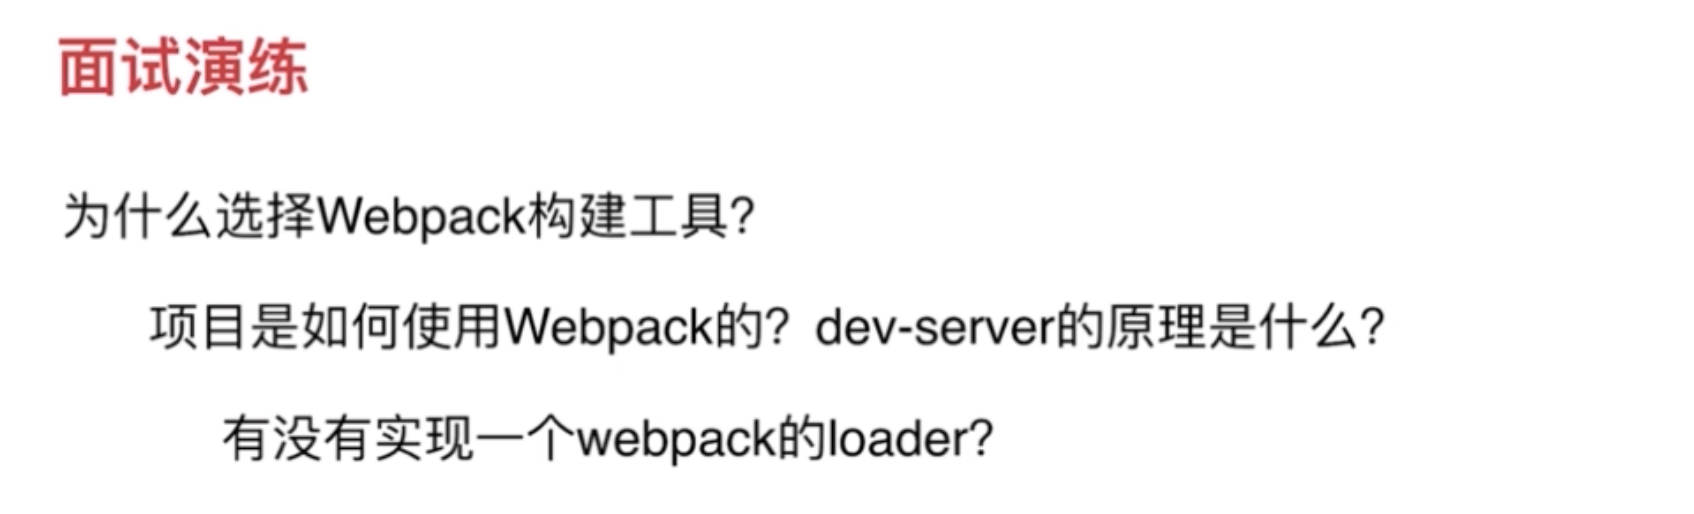 面试演练
为什么选择Webpack构建工具?
项目是如何使用Webpack的? dev-server的原理是什么?
有没有实现一个webpack的loader?